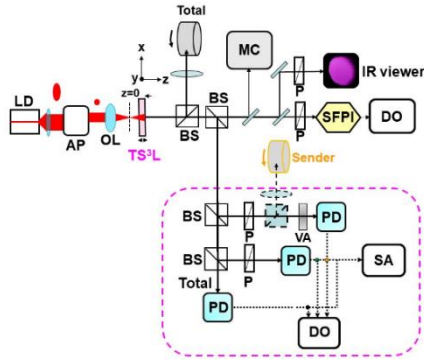 Total
x
y
z
z=0
LD
AP
OL
TS³L
BS
BS
MC
P
IR viewer
P
SFPI
DO
Sender
BS
P
VA
PD
BS
P
PD
SA
Total
PD
DO